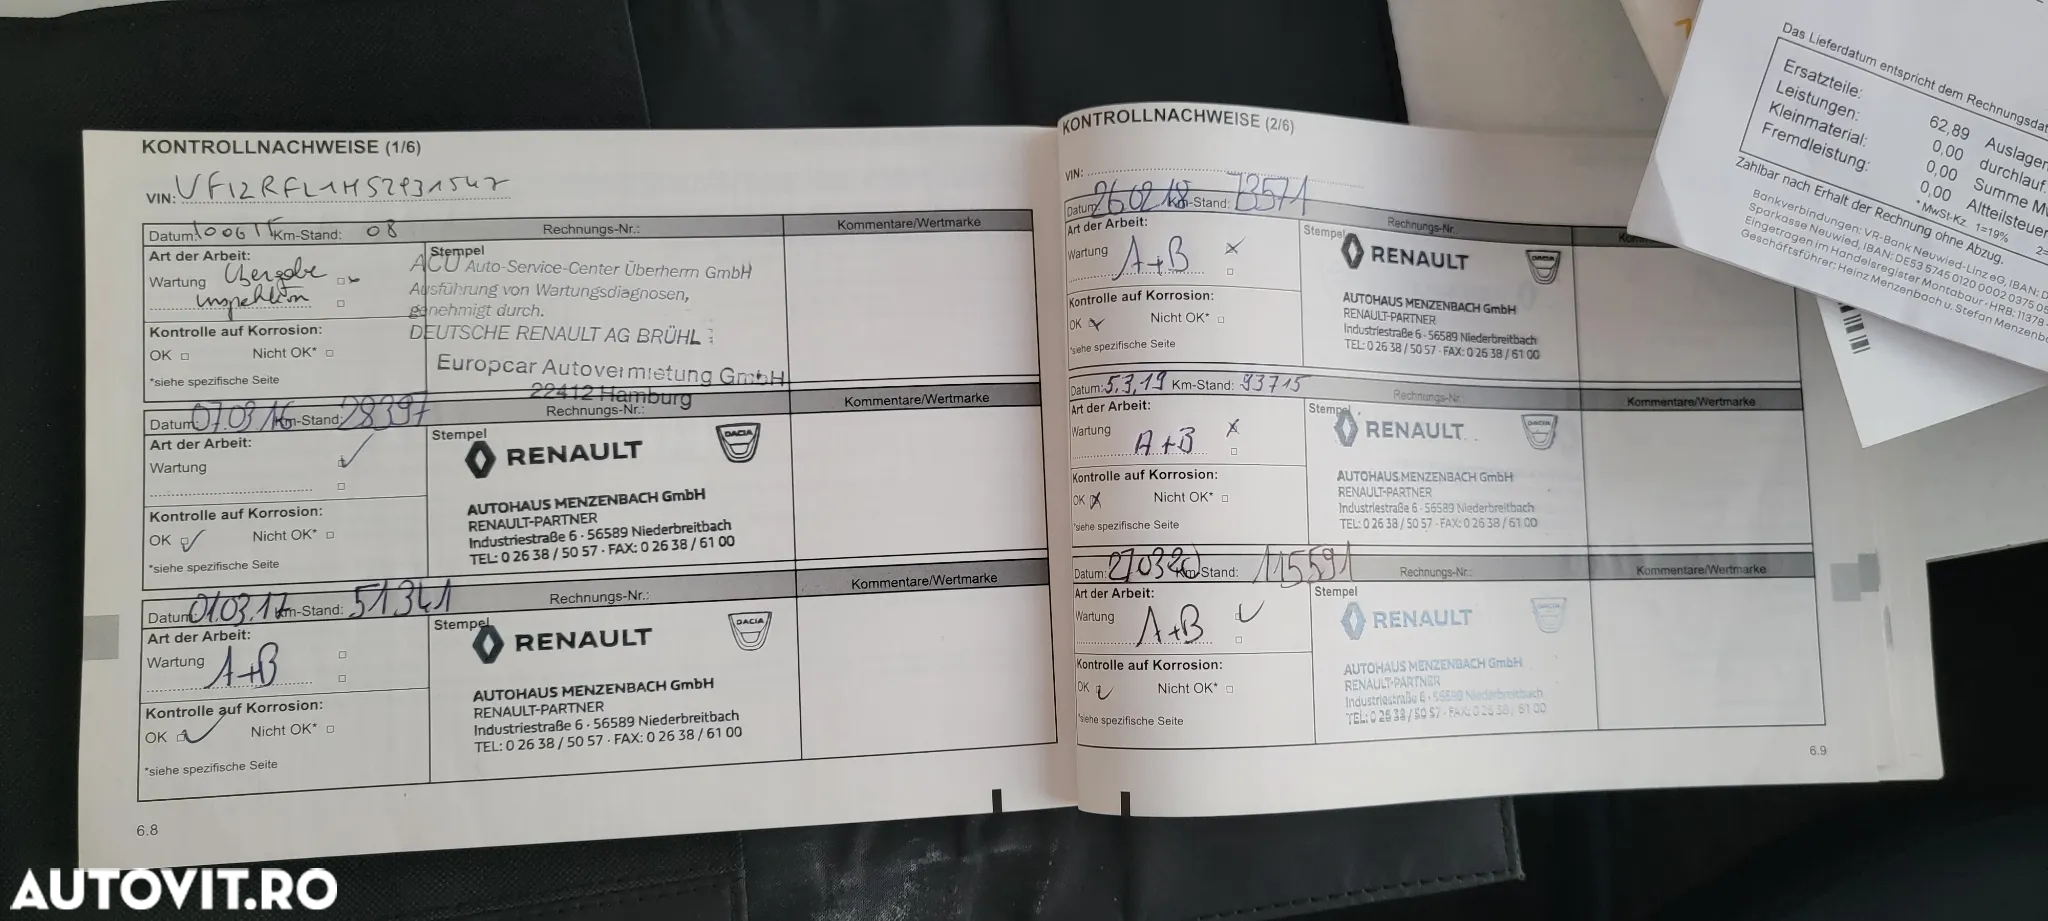 KONTROLLNACHWEISE (1/6)
VIN: VF12RFL1H52931547
Datum: 100615 Km-Stand: 08 Rechnungs-Nr.: Kommentare/Wertmarke
Art der Arbeit:
Wartung Übergabe
Inspektion
Kontrolle auf Korrosion:
OK Nicht OK*
*siehe spezifische Seite
Stempel
ACU Auto-Service-Center Überherrn GmbH
Ausführung von Wartungsdiagnosen,
genehmigt durch.
DEUTSCHE RENAULT AG BRÜHL
Europcar Autovermietung GmbH
22412 Hamburg
Datum: 07.03.16 Km-Stand: 28397 Rechnungs-Nr.: Kommentare/Wertmarke
Art der Arbeit:
Wartung
Kontrolle auf Korrosion:
OK Nicht OK*
*siehe spezifische Seite
Stempel
RENAULT DACIA
AUTOHAUS MENZENBACH GmbH
RENAULT-PARTNER
Industriestraße 6 · 56589 Niederbreitbach
TEL: 0 26 38 / 50 57 · FAX: 0 26 38 / 61 00
Datum: 01.03.17 Km-Stand: 51341 Rechnungs-Nr.: Kommentare/Wertmarke
Art der Arbeit:
Wartung A+B
Kontrolle auf Korrosion:
OK Nicht OK*
*siehe spezifische Seite
Stempel
RENAULT DACIA
AUTOHAUS MENZENBACH GmbH
RENAULT-PARTNER
Industriestraße 6 · 56589 Niederbreitbach
TEL: 0 26 38 / 50 57 · FAX: 0 26 38 / 61 00
6.8
KONTROLLNACHWEISE (2/6)
VIN:
Datum: 26.02.18 Km-Stand: 73571 Rechnungs-Nr.
Art der Arbeit:
Wartung A+B
Kontrolle auf Korrosion:
OK Nicht OK*
*siehe spezifische Seite
Stempel
RENAULT DACIA
AUTOHAUS MENZENBACH GmbH
RENAULT-PARTNER
Industriestraße 6 · 56589 Niederbreitbach
TEL: 0 26 38 / 50 57 · FAX: 0 26 38 / 61 00
Datum: 5.3.19 Km-Stand: 93715 Rechnungs-Nr.: Kommentare/Wertmarke
Art der Arbeit:
Wartung A+B
Kontrolle auf Korrosion:
OK Nicht OK*
*siehe spezifische Seite
Stempel
RENAULT DACIA
AUTOHAUS MENZENBACH GmbH
RENAULT-PARTNER
Industriestraße 6 · 56589 Niederbreitbach
TEL: 0 26 38 / 50 57 · FAX: 0 26 38 / 61 00
Datum: 270320 Km-Stand: 115591 Rechnungs-Nr.: Kommentare/Wertmarke
Art der Arbeit:
Wartung A+B
Kontrolle auf Korrosion:
OK Nicht OK*
*siehe spezifische Seite
Stempel
RENAULT DACIA
AUTOHAUS MENZENBACH GmbH
RENAULT-PARTNER
Industriestraße 6 · 56589 Niederbreitbach
TEL: 0 26 38 / 50 57 · FAX: 0 26 38 / 61 00
6.9
Das Lieferdatum entspricht dem Rechnungsdat
Ersatzteile: 62,89 Auslagen
Leistungen: 0,00 durchlauf.
Kleinmaterial: 0,00 Summe Mw
Fremdleistung: 0,00 Altteilsteuer
* MwSt-Kz. 1=19% 2=
Zahlbar nach Erhalt der Rechnung ohne Abzug.
Bankverbindungen: VR-Bank Neuwied-Linz eG, IBAN: D
Sparkasse Neuwied, IBAN: DE53 5745 0120 0002 0375 05
Eingetragen im Handelsregister Montabaur · HRB: 11378
Geschäftsführer: Heinz Menzenbach u. Stefan Menzenb
AUTOVIT.RO